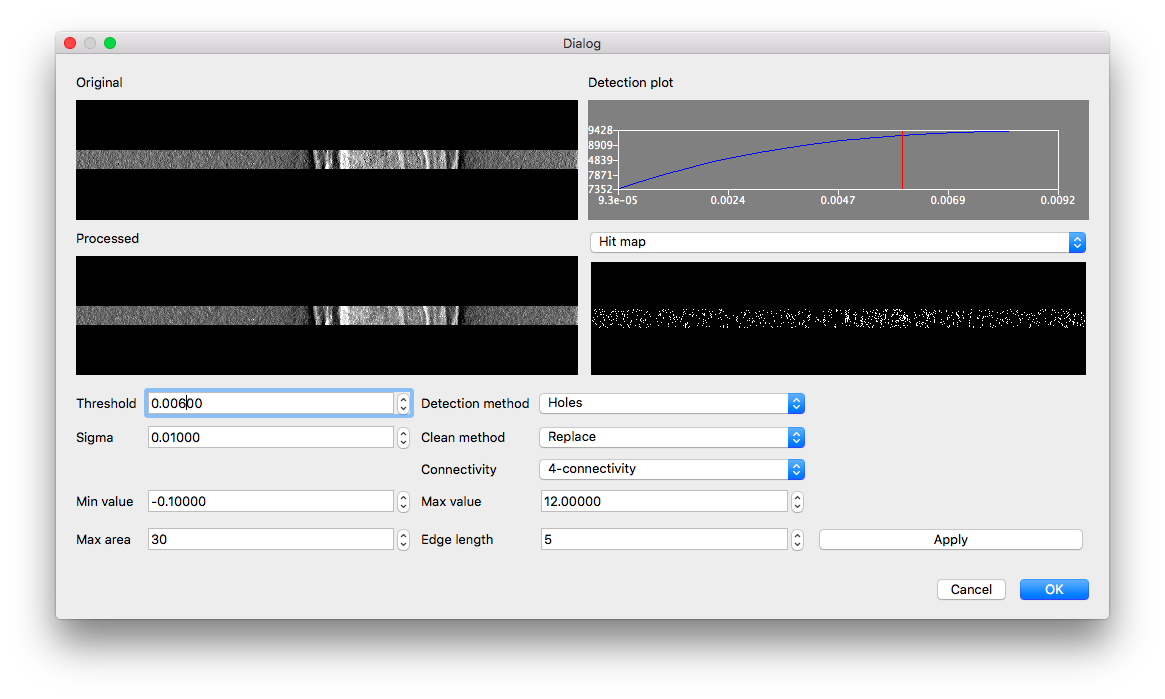 Dialog
Original
Detection plot
9428
8909
4839
7871
7352
9.3e-05 0.0024 0.0047 0.0069 0.0092
Processed
Hit map
Threshold 0.00600 Detection method Holes
Sigma 0.01000 Clean method Replace
Connectivity 4-connectivity
Min value -0.10000 Max value 12.00000
Max area 30 Edge length 5 Apply
Cancel OK